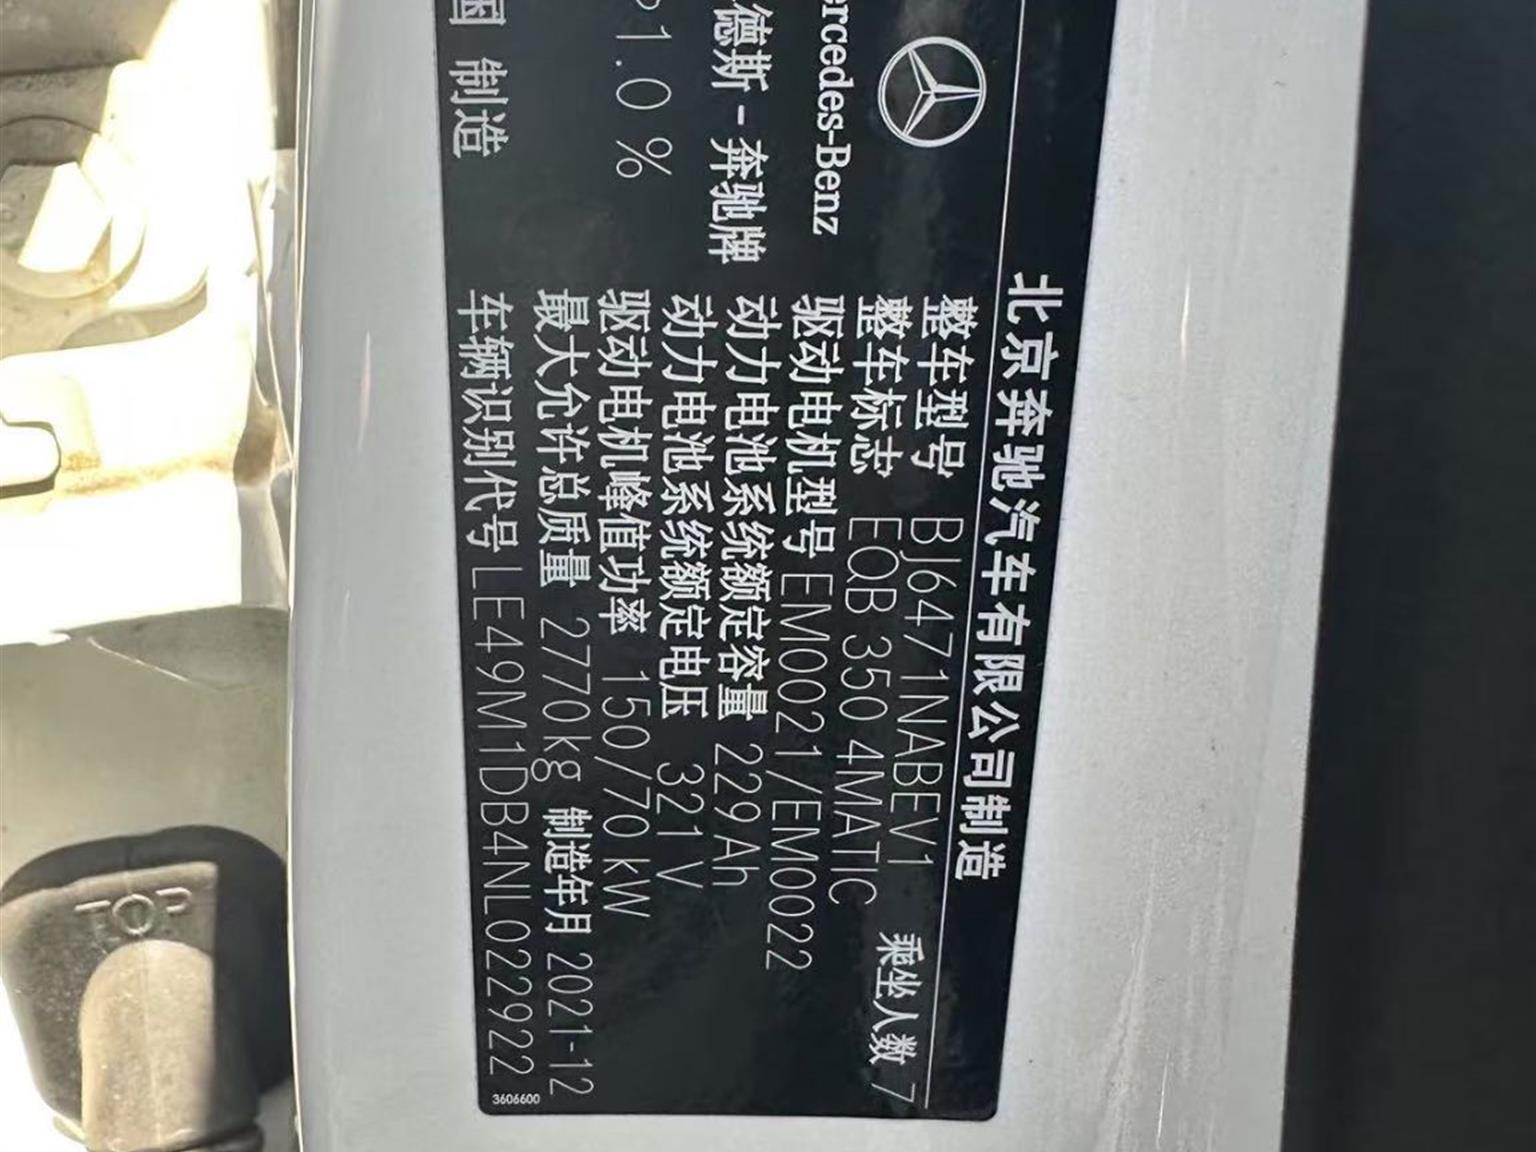 北京奔驰汽车有限公司制造
Mercedes-Benz
德斯-奔驰牌
1.0 %
国 制造
整车型号 BJ6471NABEV1 乘坐人数 7
整车标志 EQB 350 4MATIC
驱动电机型号 EM0021/EM0022
动力电池系统额定容量 229Ah
动力电池系统额定电压 321V
驱动电机峰值功率 150/70kW
最大允许总质量 2770kg 制造年月 2021-12
车辆识别代号 LE49M1DB4NL022922
3606600
TOP